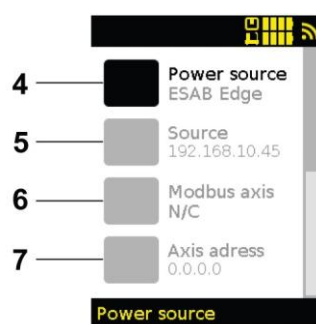 4
Power source
ESAB Edge
5
Source
192.168.10.45
6
Modbus axis
N/C
7
Axis adress
0.0.0.0
Power source